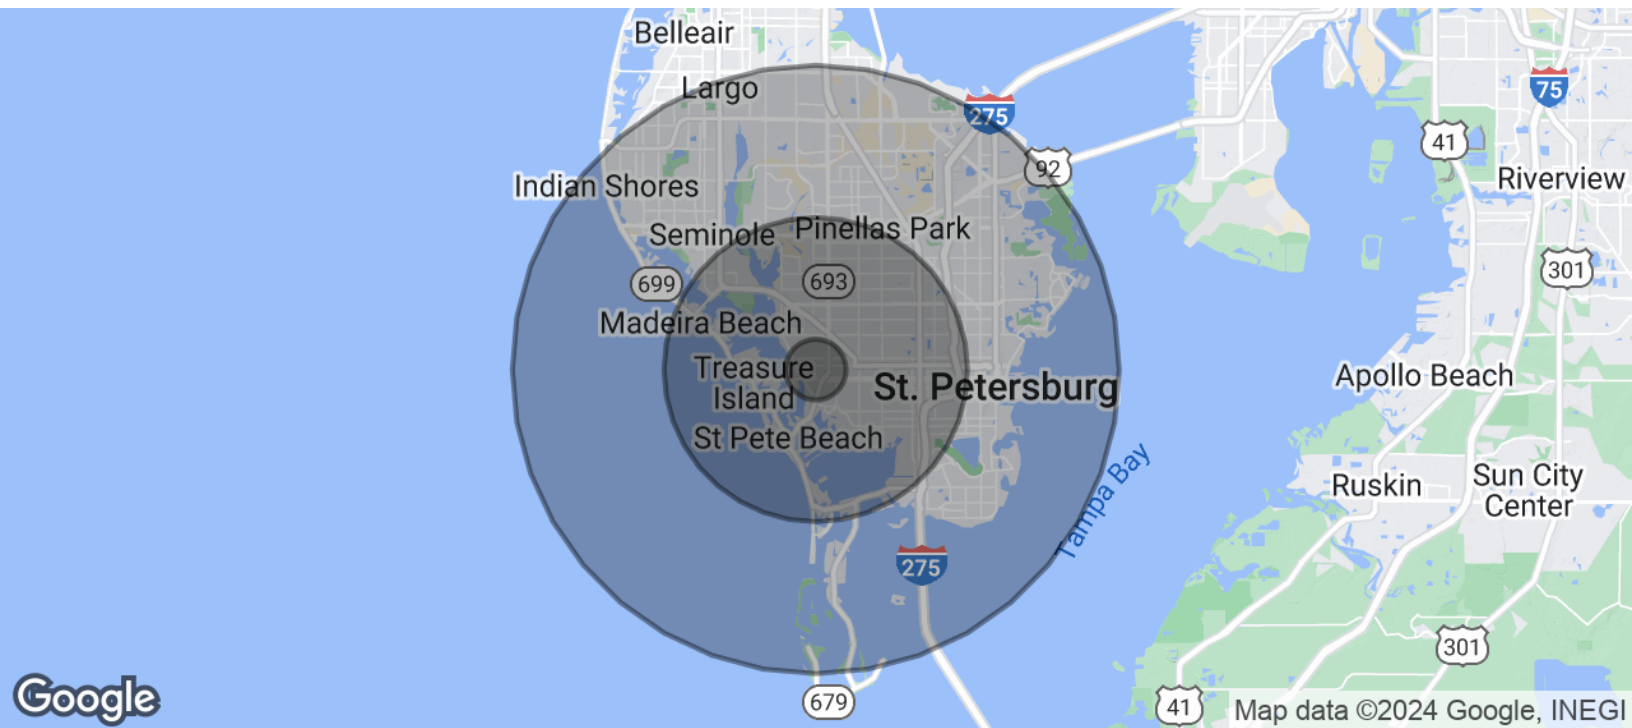 Belleair
Largo
275
75
41
92
Indian Shores
Riverview
Seminole
Pinellas Park
699
693
301
Madeira Beach
Treasure
Island
St. Petersburg
Apollo Beach
St Pete Beach
Tampa Bay
Ruskin
Sun City
Center
275
301
679
41
Google
Map data ©2024 Google, INEGI